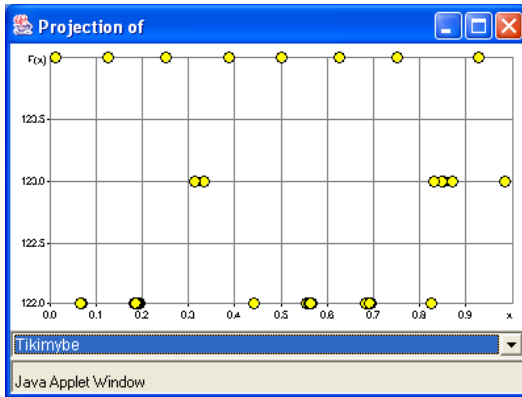 Projection of
F(x)
123.5
123.0
122.5
122.0
0.0 0.1 0.2 0.3 0.4 0.5 0.6 0.7 0.8 0.9 x
Tikimybe
Java Applet Window